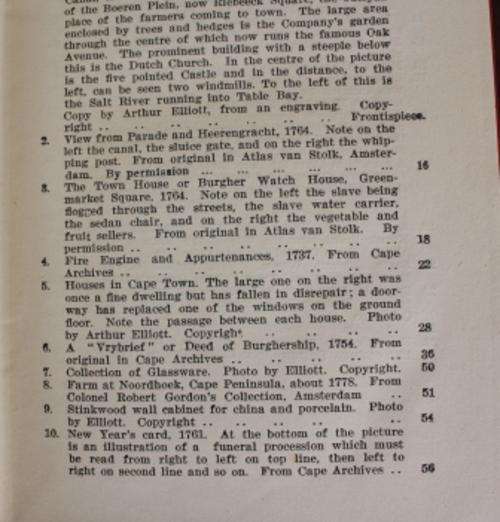 of the Boeren Plein, now Riebeeck Square, the
place of the farmers coming to town. The large area
enclosed by trees and hedges is the Company's garden
through the centre of which now runs the famous Oak
Avenue. The prominent building with a steeple below
this is the Dutch Church. In the centre of the picture
is the five pointed Castle and in the distance, to the
left, can be seen two windmills. To the left of this is
the Salt River running into Table Bay.
Copy by Arthur Elliott, from an engraving. Copy-
right .. .. .. .. .. .. Frontispiece.
2. View from Parade and Heerengracht, 1764. Note on the
left the canal, the sluice gate, and on the right the whip-
ping post. From original in Atlas van Stolk, Amster-
dam. By permission ... ... ... ... ... 16
3. The Town House or Burgher Watch House, Green-
market Square, 1764. Note on the left the slave being
flogged through the streets, the slave water carrier,
the sedan chair, and on the right the vegetable and
fruit sellers. From original in Atlas van Stolk. By
permission .. .. .. .. .. .. .. 18
4. Fire Engine and Appurtenances, 1737. From Cape
Archives .. .. .. .. .. .. .. 22
5. Houses in Cape Town. The large one on the right was
once a fine dwelling but has fallen in disrepair; a door-
way has replaced one of the windows on the ground
floor. Note the passage between each house. Photo
by Arthur Elliott. Copyright .. .. .. .. 28
6. A "Vrybrief" or Deed of Burghership, 1754. From
original in Cape Archives .. .. .. .. .. 36
7. Collection of Glassware. Photo by Elliott. Copyright. 50
8. Farm at Noordhoek, Cape Peninsula, about 1778. From
Colonel Robert Gordon's Collection, Amsterdam .. 51
9. Stinkwood wall cabinet for china and porcelain. Photo
by Elliott. Copyright .. .. .. .. .. 54
10. New Year's card, 1761. At the bottom of the picture
is an illustration of a funeral procession which must
be read from right to left on top line, then left to
right on second line and so on. From Cape Archives .. 56